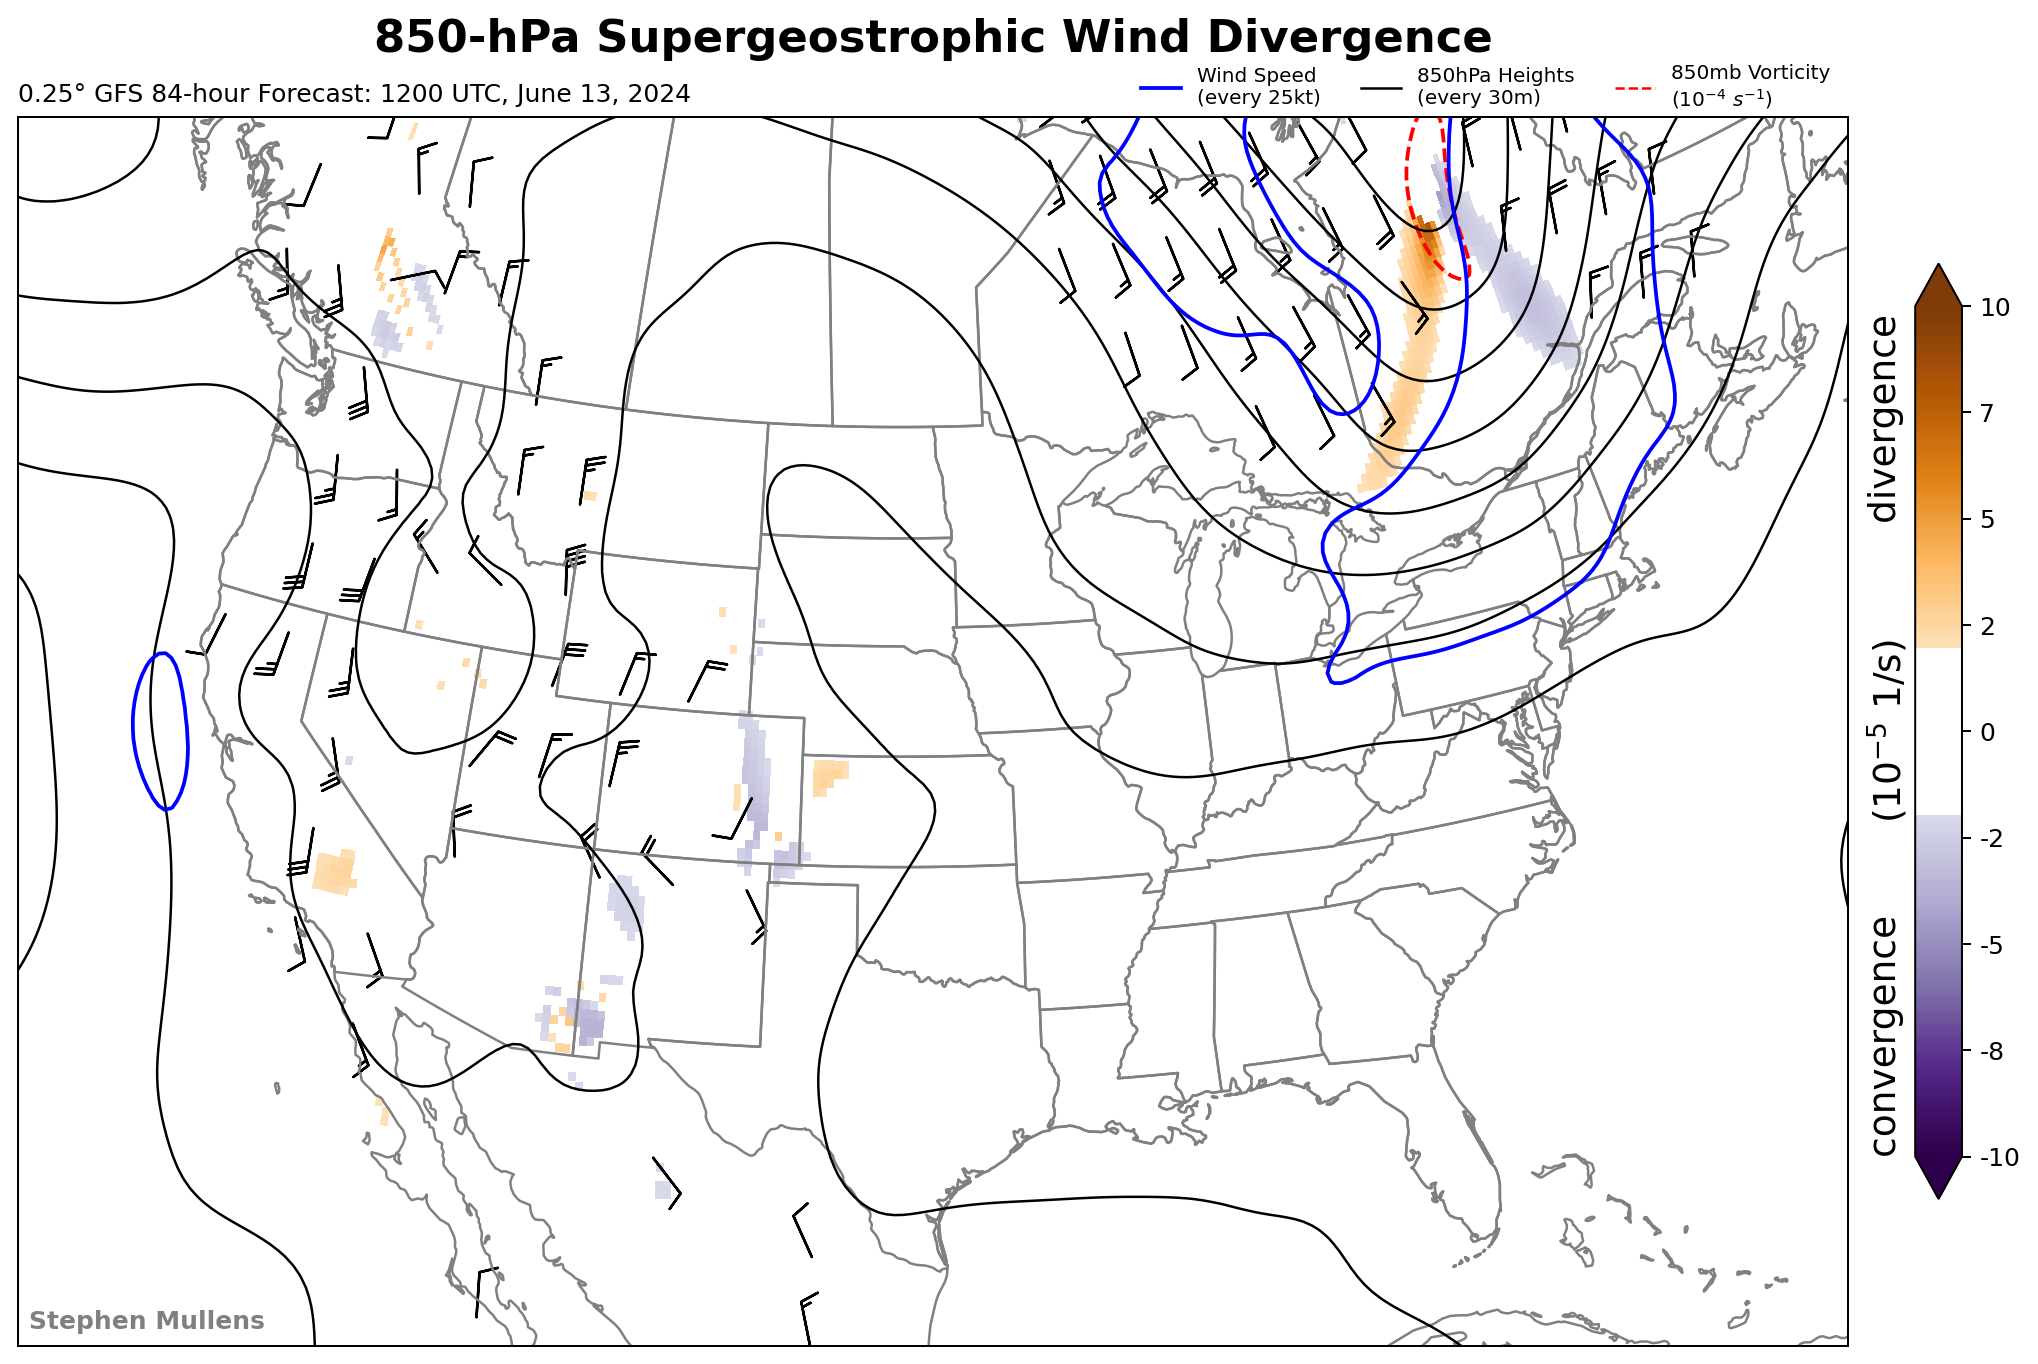 850-hPa Supergeostrophic Wind Divergence
0.25° GFS 84-hour Forecast: 1200 UTC, June 13, 2024
Wind Speed
(every 25kt)
850hPa Heights
(every 30m)
850mb Vorticity
(10⁻⁴ s⁻¹)
10
7
5
2
0
-2
-5
-8
-10
convergence (10⁻⁵ 1/s) divergence
Stephen Mullens